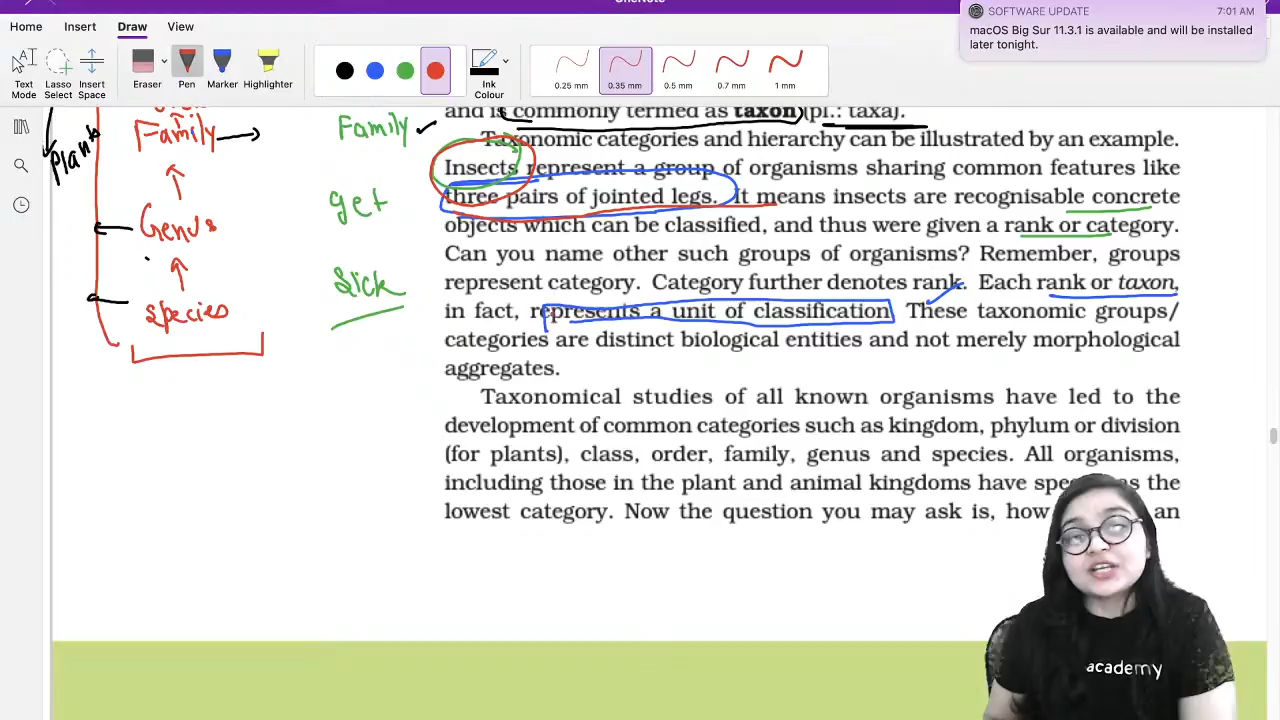 OneNote
SOFTWARE UPDATE 7:01 AM
macOS Big Sur 11.3.1 is available and will be installed
later tonight.
Home Insert Draw View
Text Mode Lasso Select Insert Space Eraser Pen Marker Highlighter Ink Colour 0.25 mm 0.35 mm 0.5 mm 0.7 mm 1 mm
and is commonly termed as taxon (pl.: taxa).
Taxonomic categories and hierarchy can be illustrated by an example.
Insects represent a group of organisms sharing common features like
three pairs of jointed legs. It means insects are recognisable concrete
objects which can be classified, and thus were given a rank or category.
Can you name other such groups of organisms? Remember, groups
represent category. Category further denotes rank. Each rank or taxon,
in fact, represents a unit of classification. These taxonomic groups/
categories are distinct biological entities and not merely morphological
aggregates.
Taxonomical studies of all known organisms have led to the
development of common categories such as kingdom, phylum or division
(for plants), class, order, family, genus and species. All organisms,
including those in the plant and animal kingdoms have as the
lowest category. Now the question you may ask is, how an
Plant
Family
Genus
Species
Family
get
Sick
academy